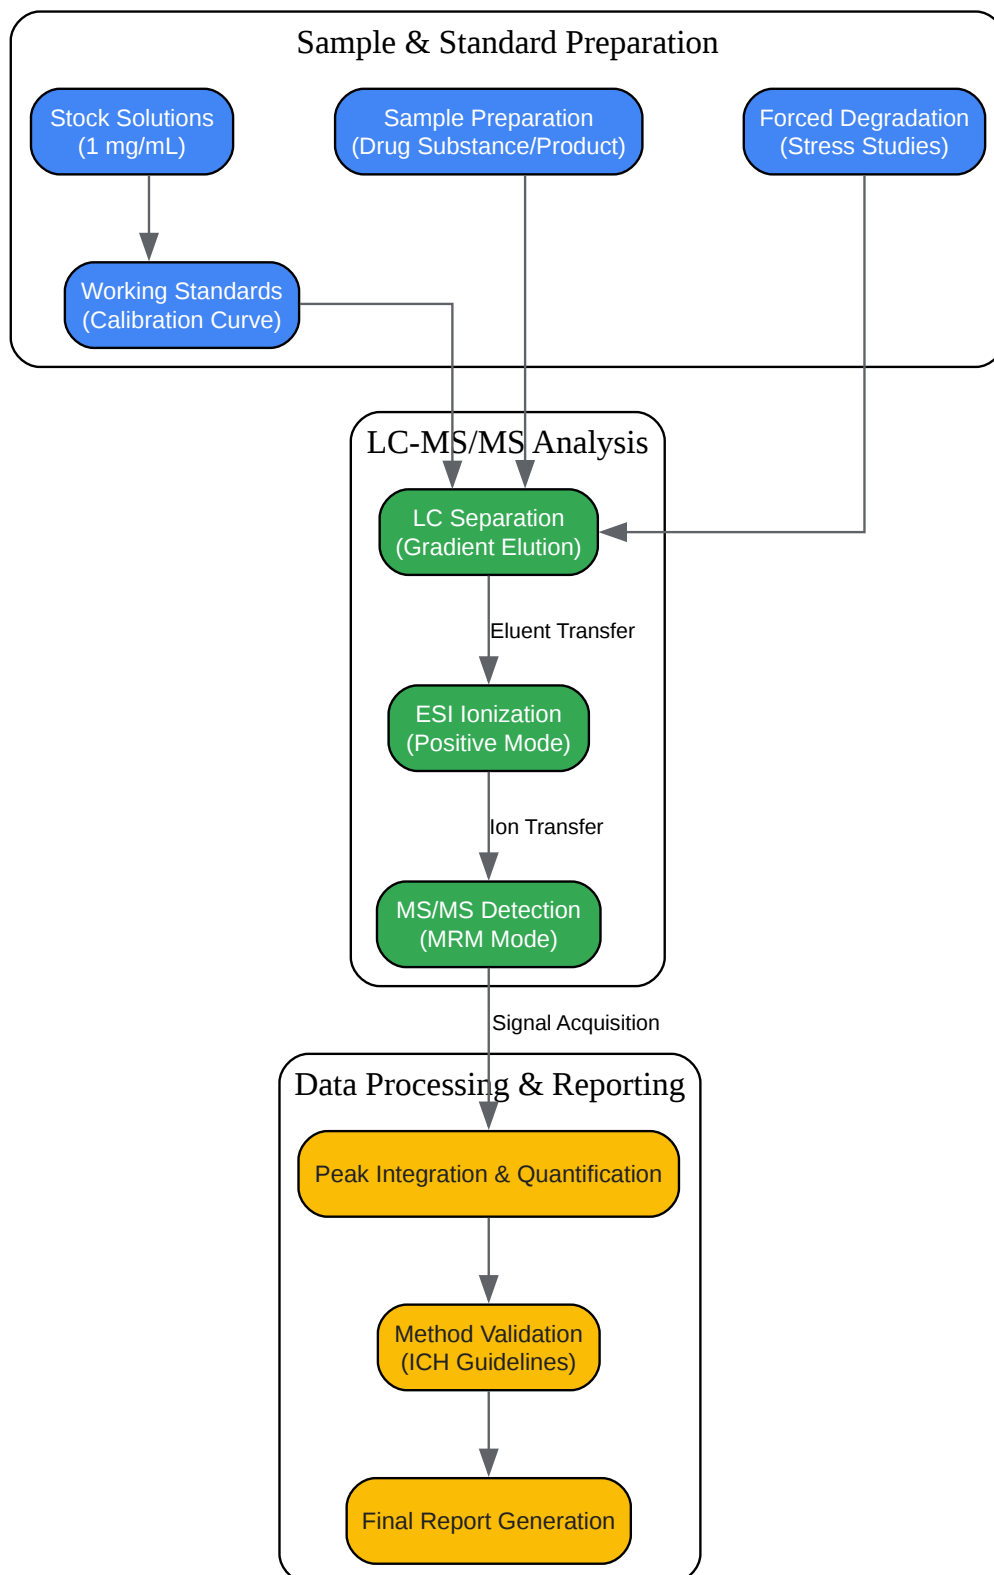 Sample & Standard Preparation
Stock Solutions
(1 mg/mL)
Sample Preparation
(Drug Substance/Product)
Forced Degradation
(Stress Studies)
Working Standards
(Calibration Curve)
LC-MS/MS Analysis
LC Separation
(Gradient Elution)
Eluent Transfer
ESI Ionization
(Positive Mode)
Ion Transfer
MS/MS Detection
(MRM Mode)
Signal Acquisition
Data Processing & Reporting
Peak Integration & Quantification
Method Validation
(ICH Guidelines)
Final Report Generation